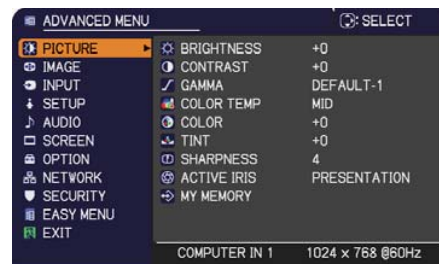 ADVANCED MENU : SELECT
PICTURE BRIGHTNESS +0
IMAGE CONTRAST +0
INPUT GAMMA DEFAULT-1
SETUP COLOR TEMP MID
AUDIO COLOR +0
SCREEN TINT +0
OPTION SHARPNESS 4
NETWORK ACTIVE IRIS PRESENTATION
SECURITY MY MEMORY
EASY MENU
EXIT
COMPUTER IN 1 1024 x 768 @60Hz